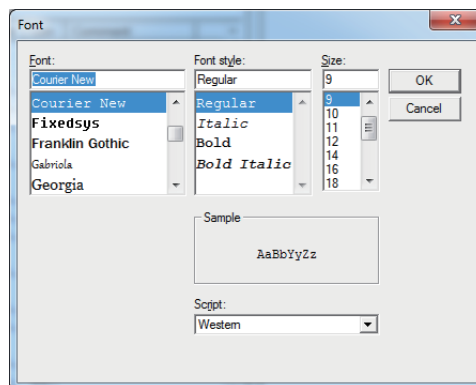 Font
Font:
Courier New
Courier New
Fixedsys
Franklin Gothic
Gabriola
Georgia
Font style:
Regular
Regular
Italic
Bold
Bold Italic
Size:
9
9
10
11
12
14
16
18
OK
Cancel
Sample
AaBbYyZz
Script:
Western